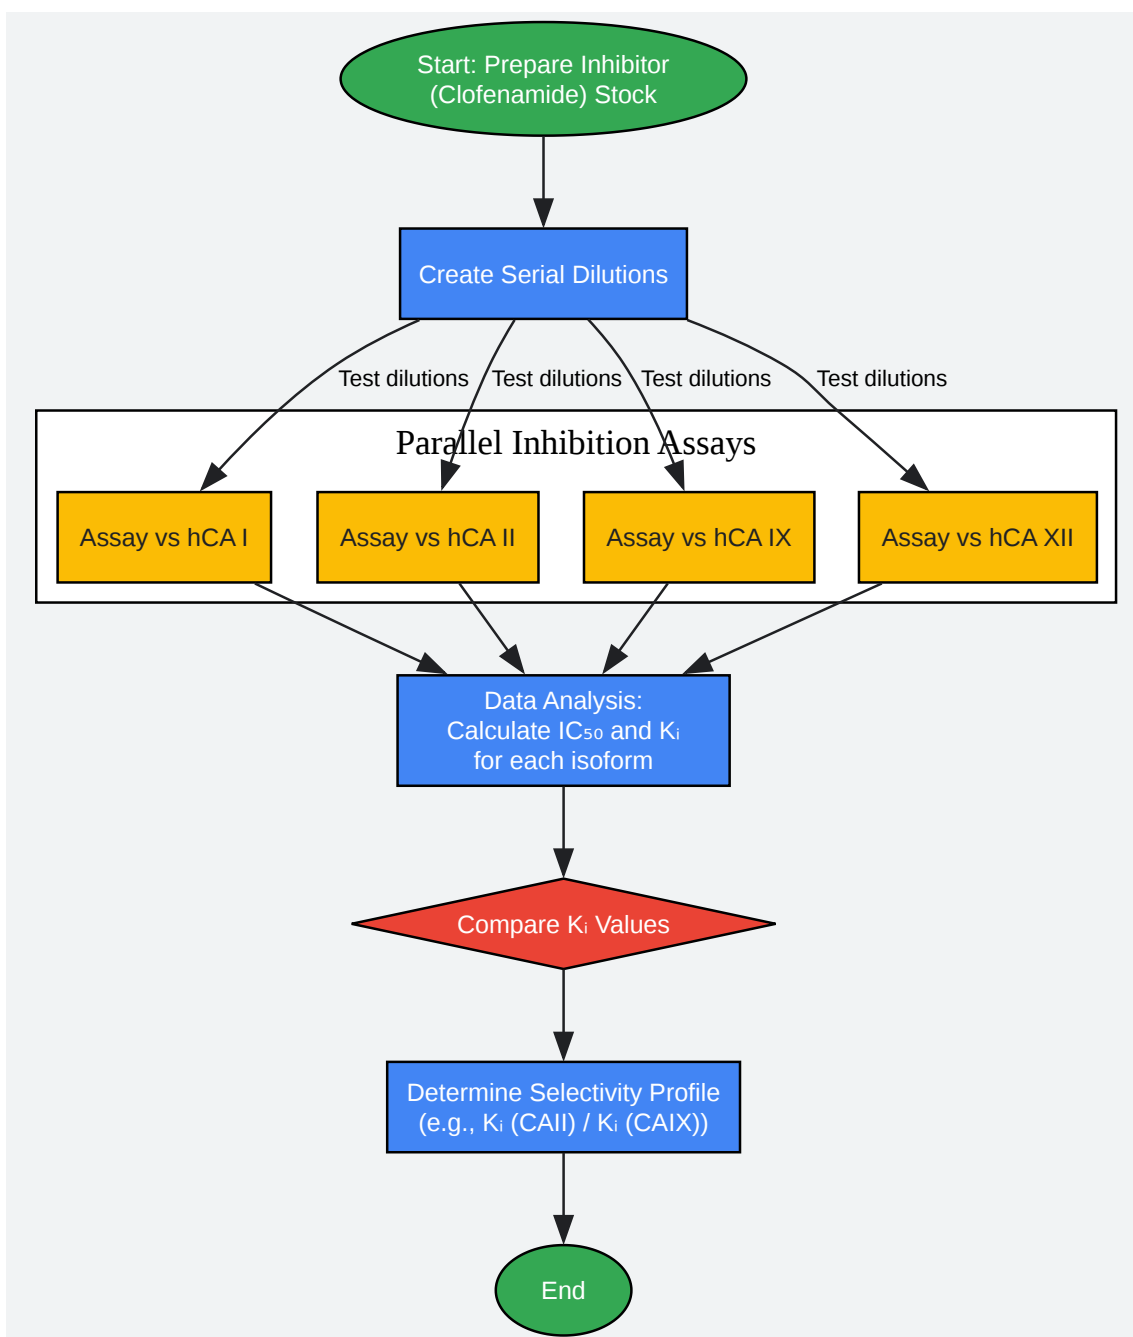 Start: Prepare Inhibitor
(Clofenamide) Stock
Create Serial Dilutions
Test dilutions
Test dilutions
Test dilutions
Test dilutions
Parallel Inhibition Assays
Assay vs hCA I
Assay vs hCA II
Assay vs hCA IX
Assay vs hCA XII
Data Analysis:
Calculate IC₅₀ and Kᵢ
for each isoform
Compare Kᵢ Values
Determine Selectivity Profile
(e.g., Kᵢ (CAII) / Kᵢ (CAIX))
End